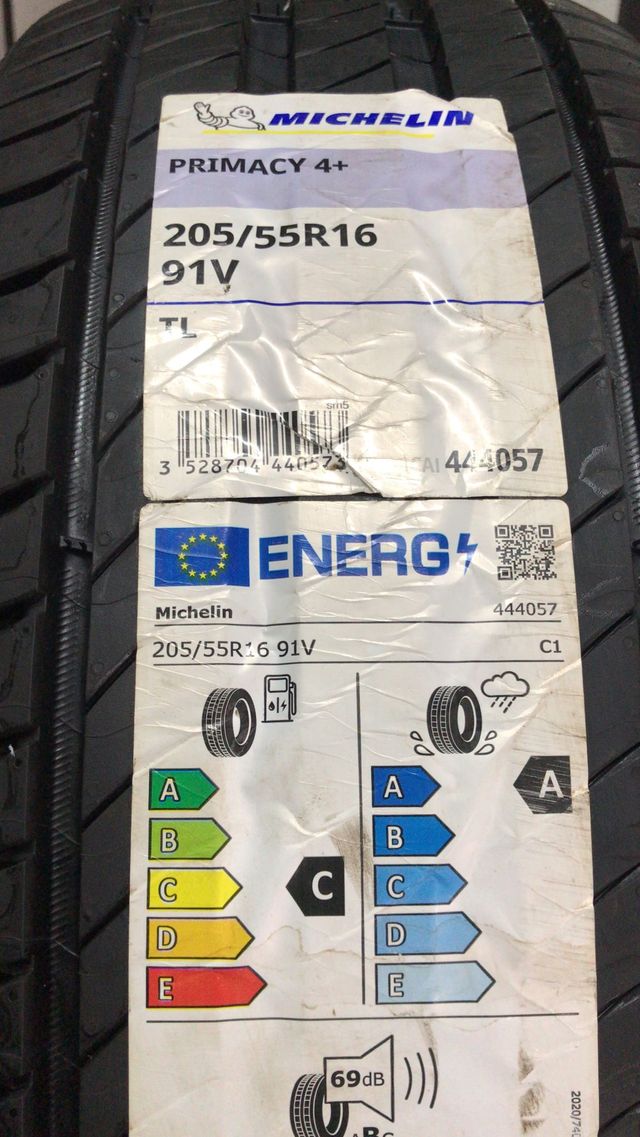 MICHELIN
PRIMACY 4+
205/55R16
91V
TL
sm5
3 528704 440573
444057
ENERG
Michelin 444057
205/55R16 91V C1
A A A
B B
C C C
D D
E E
69dB